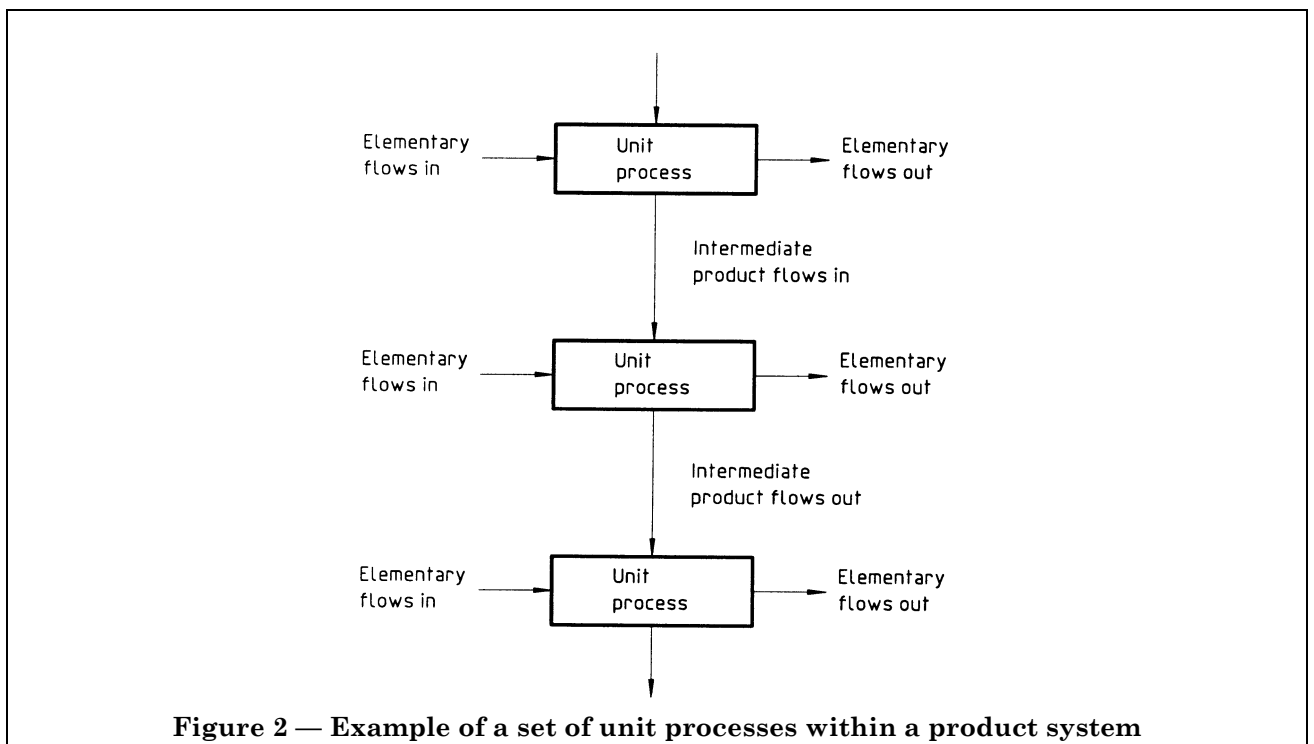 Elementary
flows in
Unit
process
Elementary
flows out
Intermediate
product flows in
Elementary
flows in
Unit
process
Elementary
flows out
Intermediate
product flows out
Elementary
flows in
Unit
process
Elementary
flows out
Figure 2 — Example of a set of unit processes within a product system